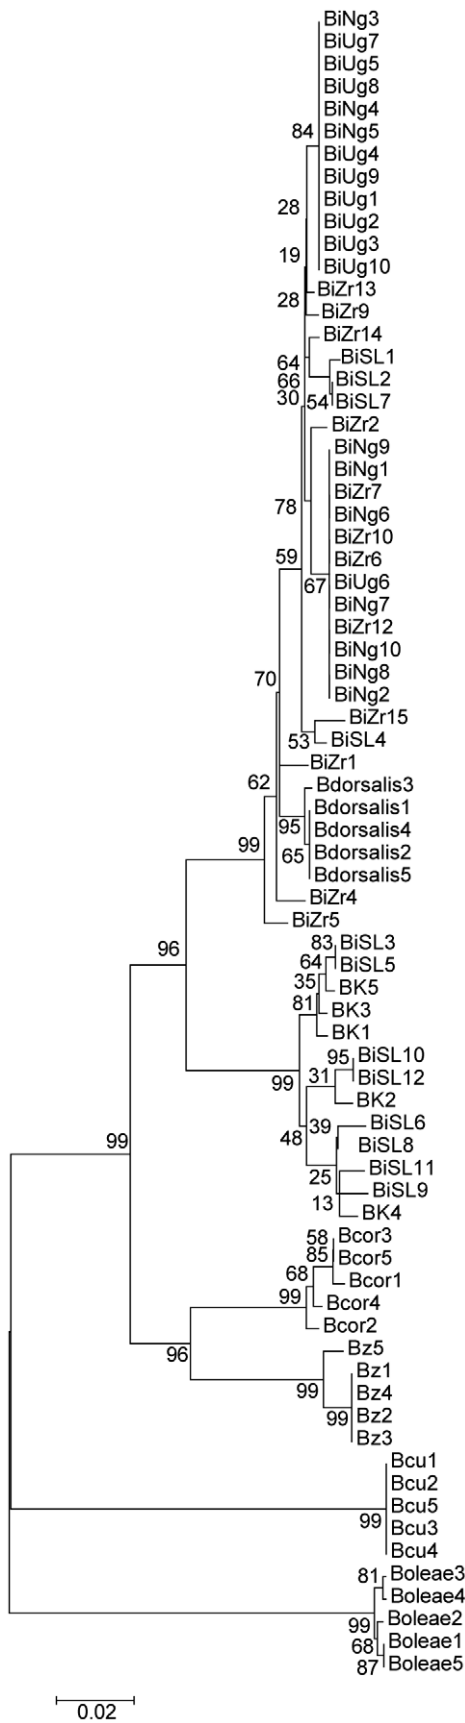 BiNg3
BiUg7
BiUg5
BiUg8
BiNg4
84 BiNg5
BiUg4
BiUg9
BiUg1
28
BiUg2
BiUg3
19
BiUg10
BiZr13
28
BiZr9
BiZr14
64 BiSL1
66 BiSL2
30 54 BiSL7
BiZr2
BiNg9
BiNg1
BiZr7
78 BiNg6
BiZr10
59 BiZr6
67 BiUg6
BiNg7
BiZr12
BiNg10
70 BiNg8
BiNg2
BiZr15
53 BiSL4
BiZr1
62 Bdorsalis3
Bdorsalis1
95 Bdorsalis4
99
65 Bdorsalis2
Bdorsalis5
BiZr4
BiZr5
96 83 BiSL3
64 BiSL5
35 BK5
81 BK3
BK1
95 BiSL10
99 31 BiSL12
BK2
39 BiSL6
99 48 BiSL8
25 BiSL11
BiSL9
13 BK4
58 Bcor3
85 Bcor5
68 Bcor1
99 Bcor4
Bcor2
96 Bz5
Bz1
99 Bz4
99 Bz2
Bz3
Bcu1
Bcu2
Bcu5
99 Bcu3
Bcu4
81 Boleae3
Boleae4
99 Boleae2
68 Boleae1
87 Boleae5
0.02